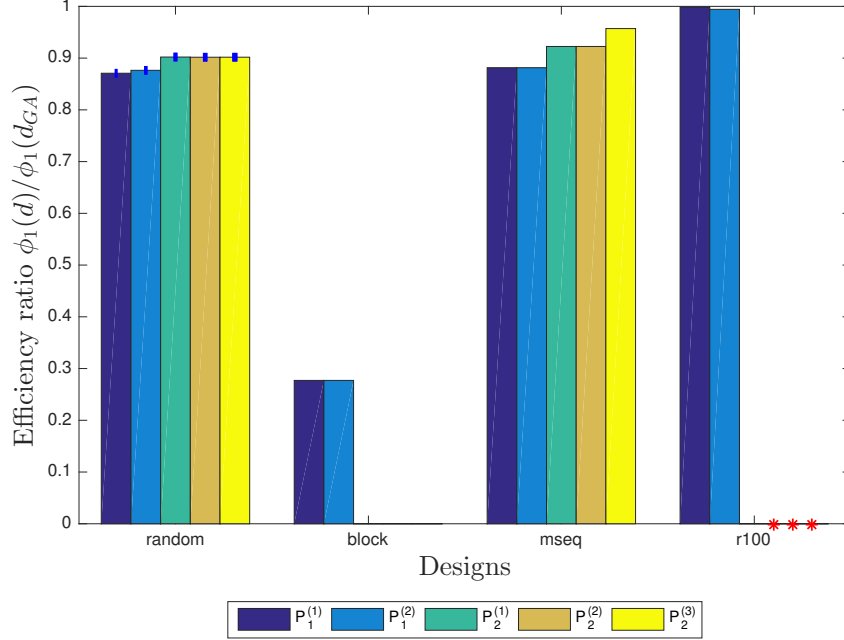 1
0.9
0.8
0.7
0.6
0.5
0.4
0.3
0.2
0.1
0
Efficiency ratio ϕ₁(d)/ϕ₁(d_{GA})
random block mseq r100
Designs
P₁⁽¹⁾ P₁⁽²⁾ P₂⁽¹⁾ P₂⁽²⁾ P₂⁽³⁾